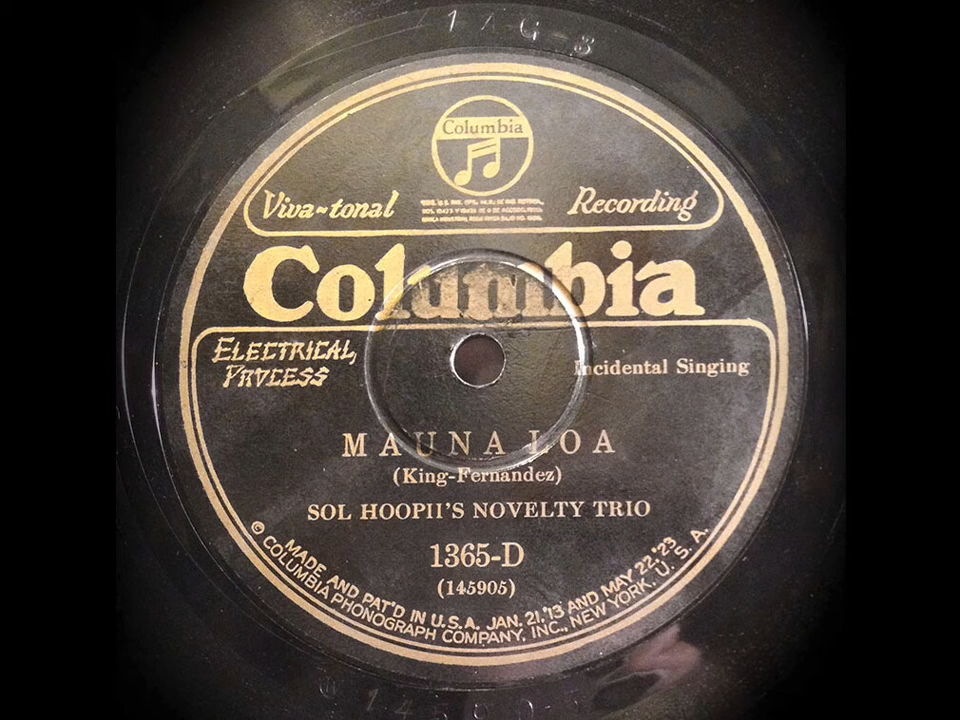 Columbia
Viva-tonal
Recording
Columbia
ELECTRICAL
PROCESS
Incidental Singing
MAUNA LOA
(King-Fernandez)
SOL HOOPII'S NOVELTY TRIO
1365-D
(145905)
MADE AND PAT'D IN U.S.A. JAN. 21,'13 AND MAY 22,'23
© COLUMBIA PHONOGRAPH COMPANY, INC., NEW YORK, U. S. A.